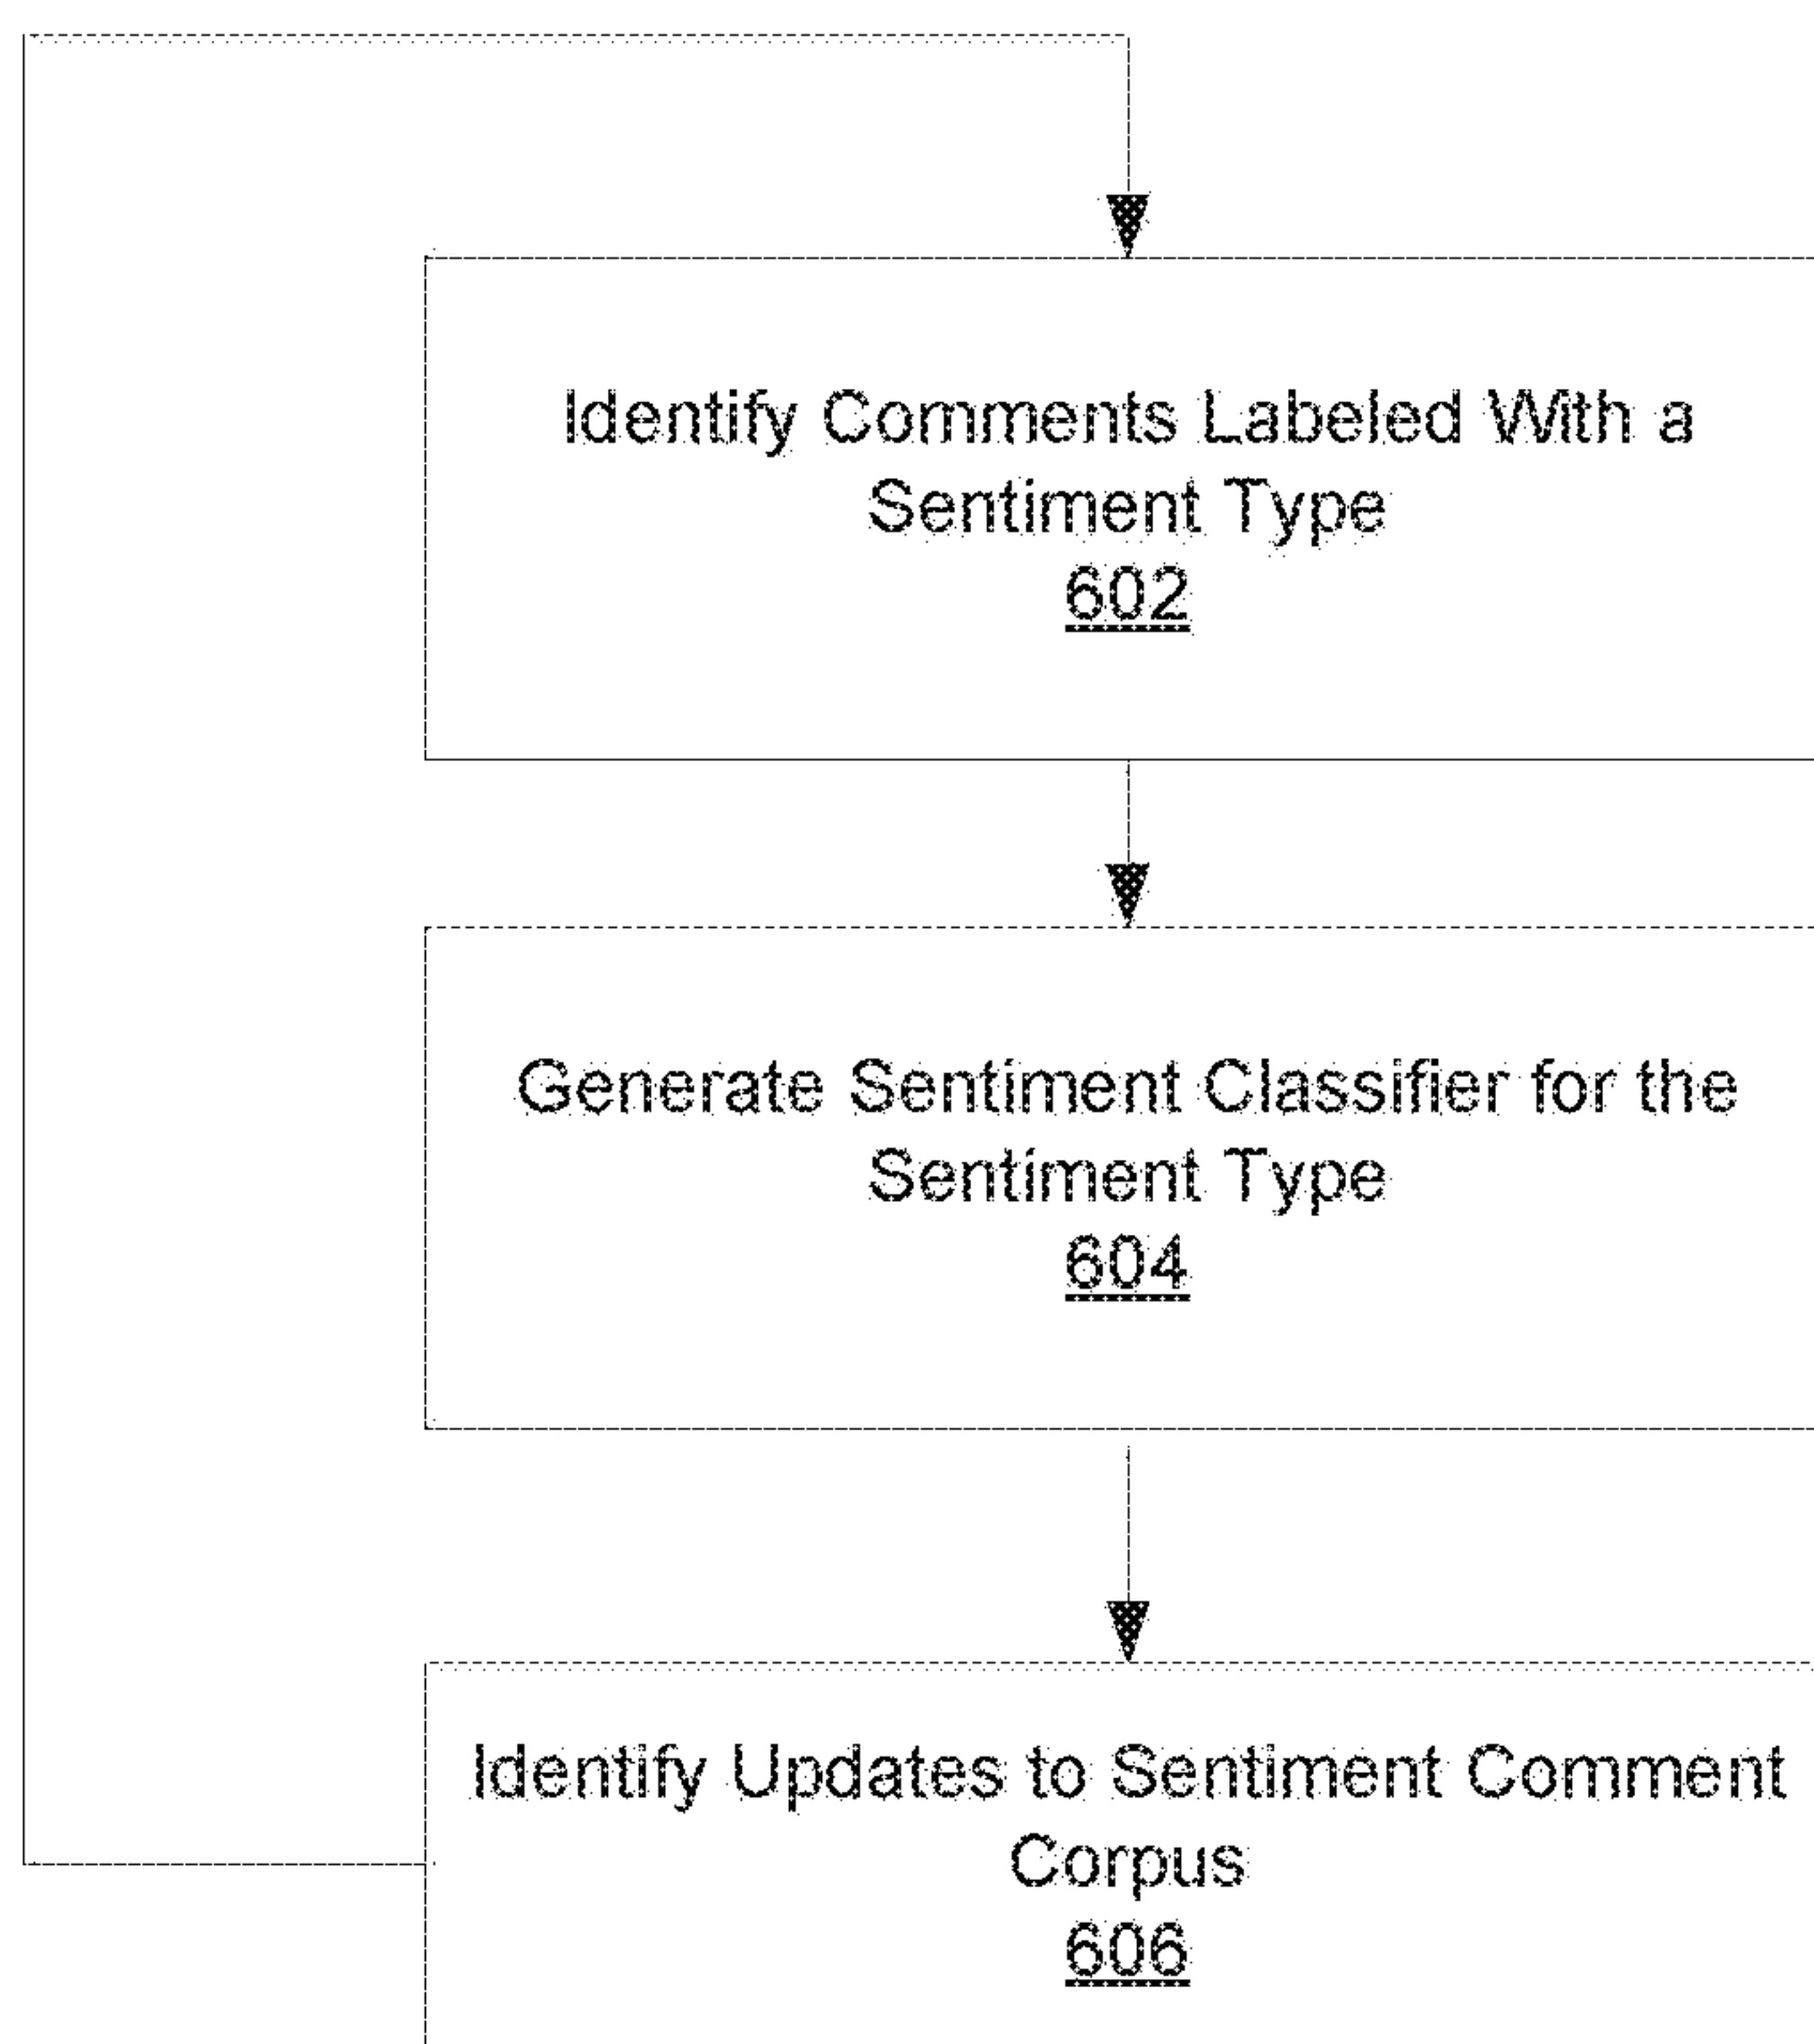 Identify Comments Labeled With a
Sentiment Type
602
Generate Sentiment Classifier for the
Sentiment Type
604
Identify Updates to Sentiment Comment
Corpus
606